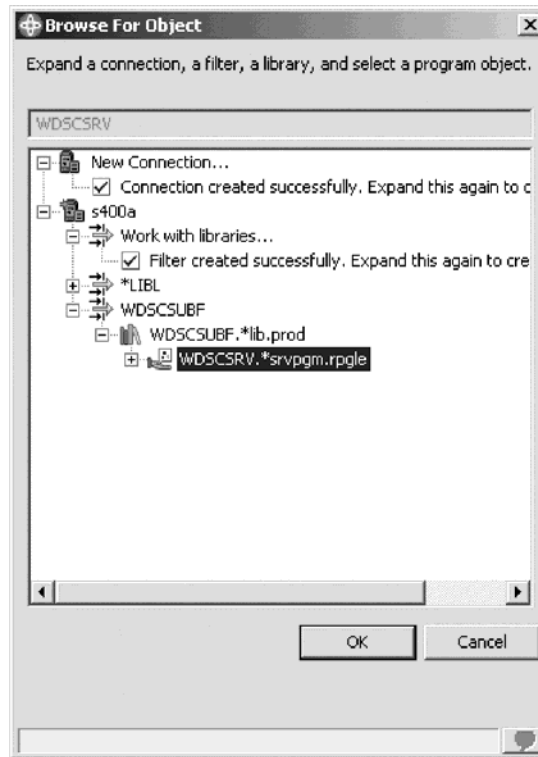 Browse For Object
Expand a connection, a filter, a library, and select a program object.
WDSCSRV
New Connection...
Connection created successfully. Expand this again to c
s400a
Work with libraries...
Filter created successfully. Expand this again to cre
*LIBL
WDSCSUBF
WDSCSUBF.*lib.prod
WDSCSRV.*srvpgm.rpgle
OK Cancel